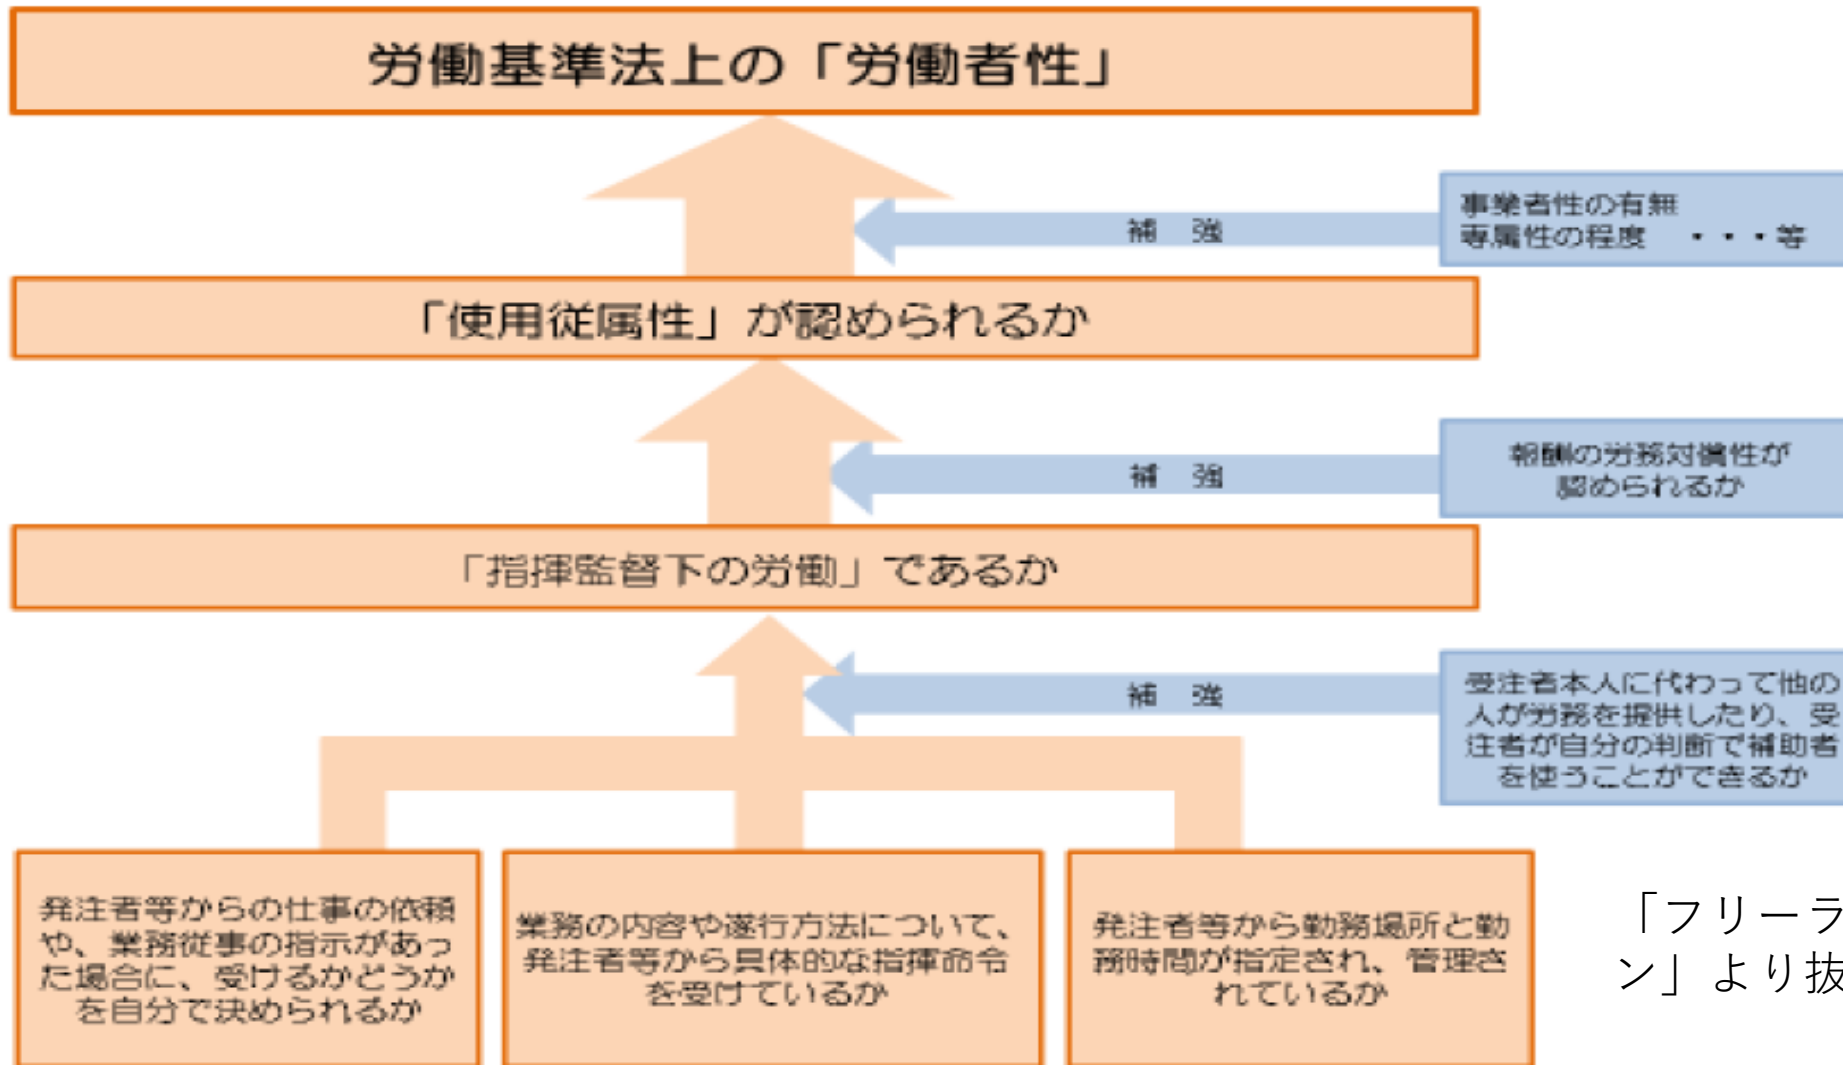 労働基準法上の「労働者性」
補 強
事業者性の有無
専属性の程度 ・・・等
「使用従属性」が認められるか
補 強
報酬の労務対償性が
認められるか
「指揮監督下の労働」であるか
補 強
受注者本人に代わって他の
人が労務を提供したり、受
注者が自分の判断で補助者
を使うことができるか
発注者等からの仕事の依頼
や、業務従事の指示があっ
た場合に、受けるかどうか
を自分で決められるか
業務の内容や遂行方法について、
発注者等から具体的な指揮命令
を受けているか
発注者等から勤務場所と勤
務時間が指定され、管理さ
れているか
「フリーラ
ン」より抜